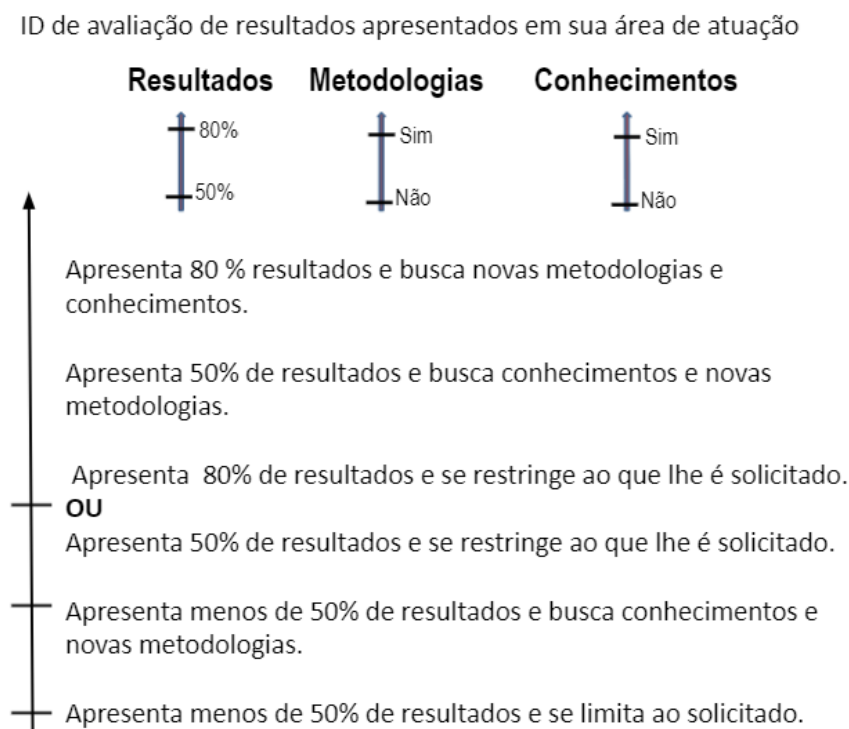 ID de avaliação de resultados apresentados em sua área de atuação
Resultados Metodologias Conhecimentos
80% Sim Sim
50% Não Não
Apresenta 80 % resultados e busca novas metodologias e
conhecimentos.
Apresenta 50% de resultados e busca conhecimentos e novas
metodologias.
Apresenta 80% de resultados e se restringe ao que lhe é solicitado.
OU
Apresenta 50% de resultados e se restringe ao que lhe é solicitado.
Apresenta menos de 50% de resultados e busca conhecimentos e
novas metodologias.
Apresenta menos de 50% de resultados e se limita ao solicitado.